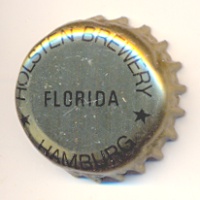 HOLSTEN BREWERY
FLORIDA
★ HAMBURG ★